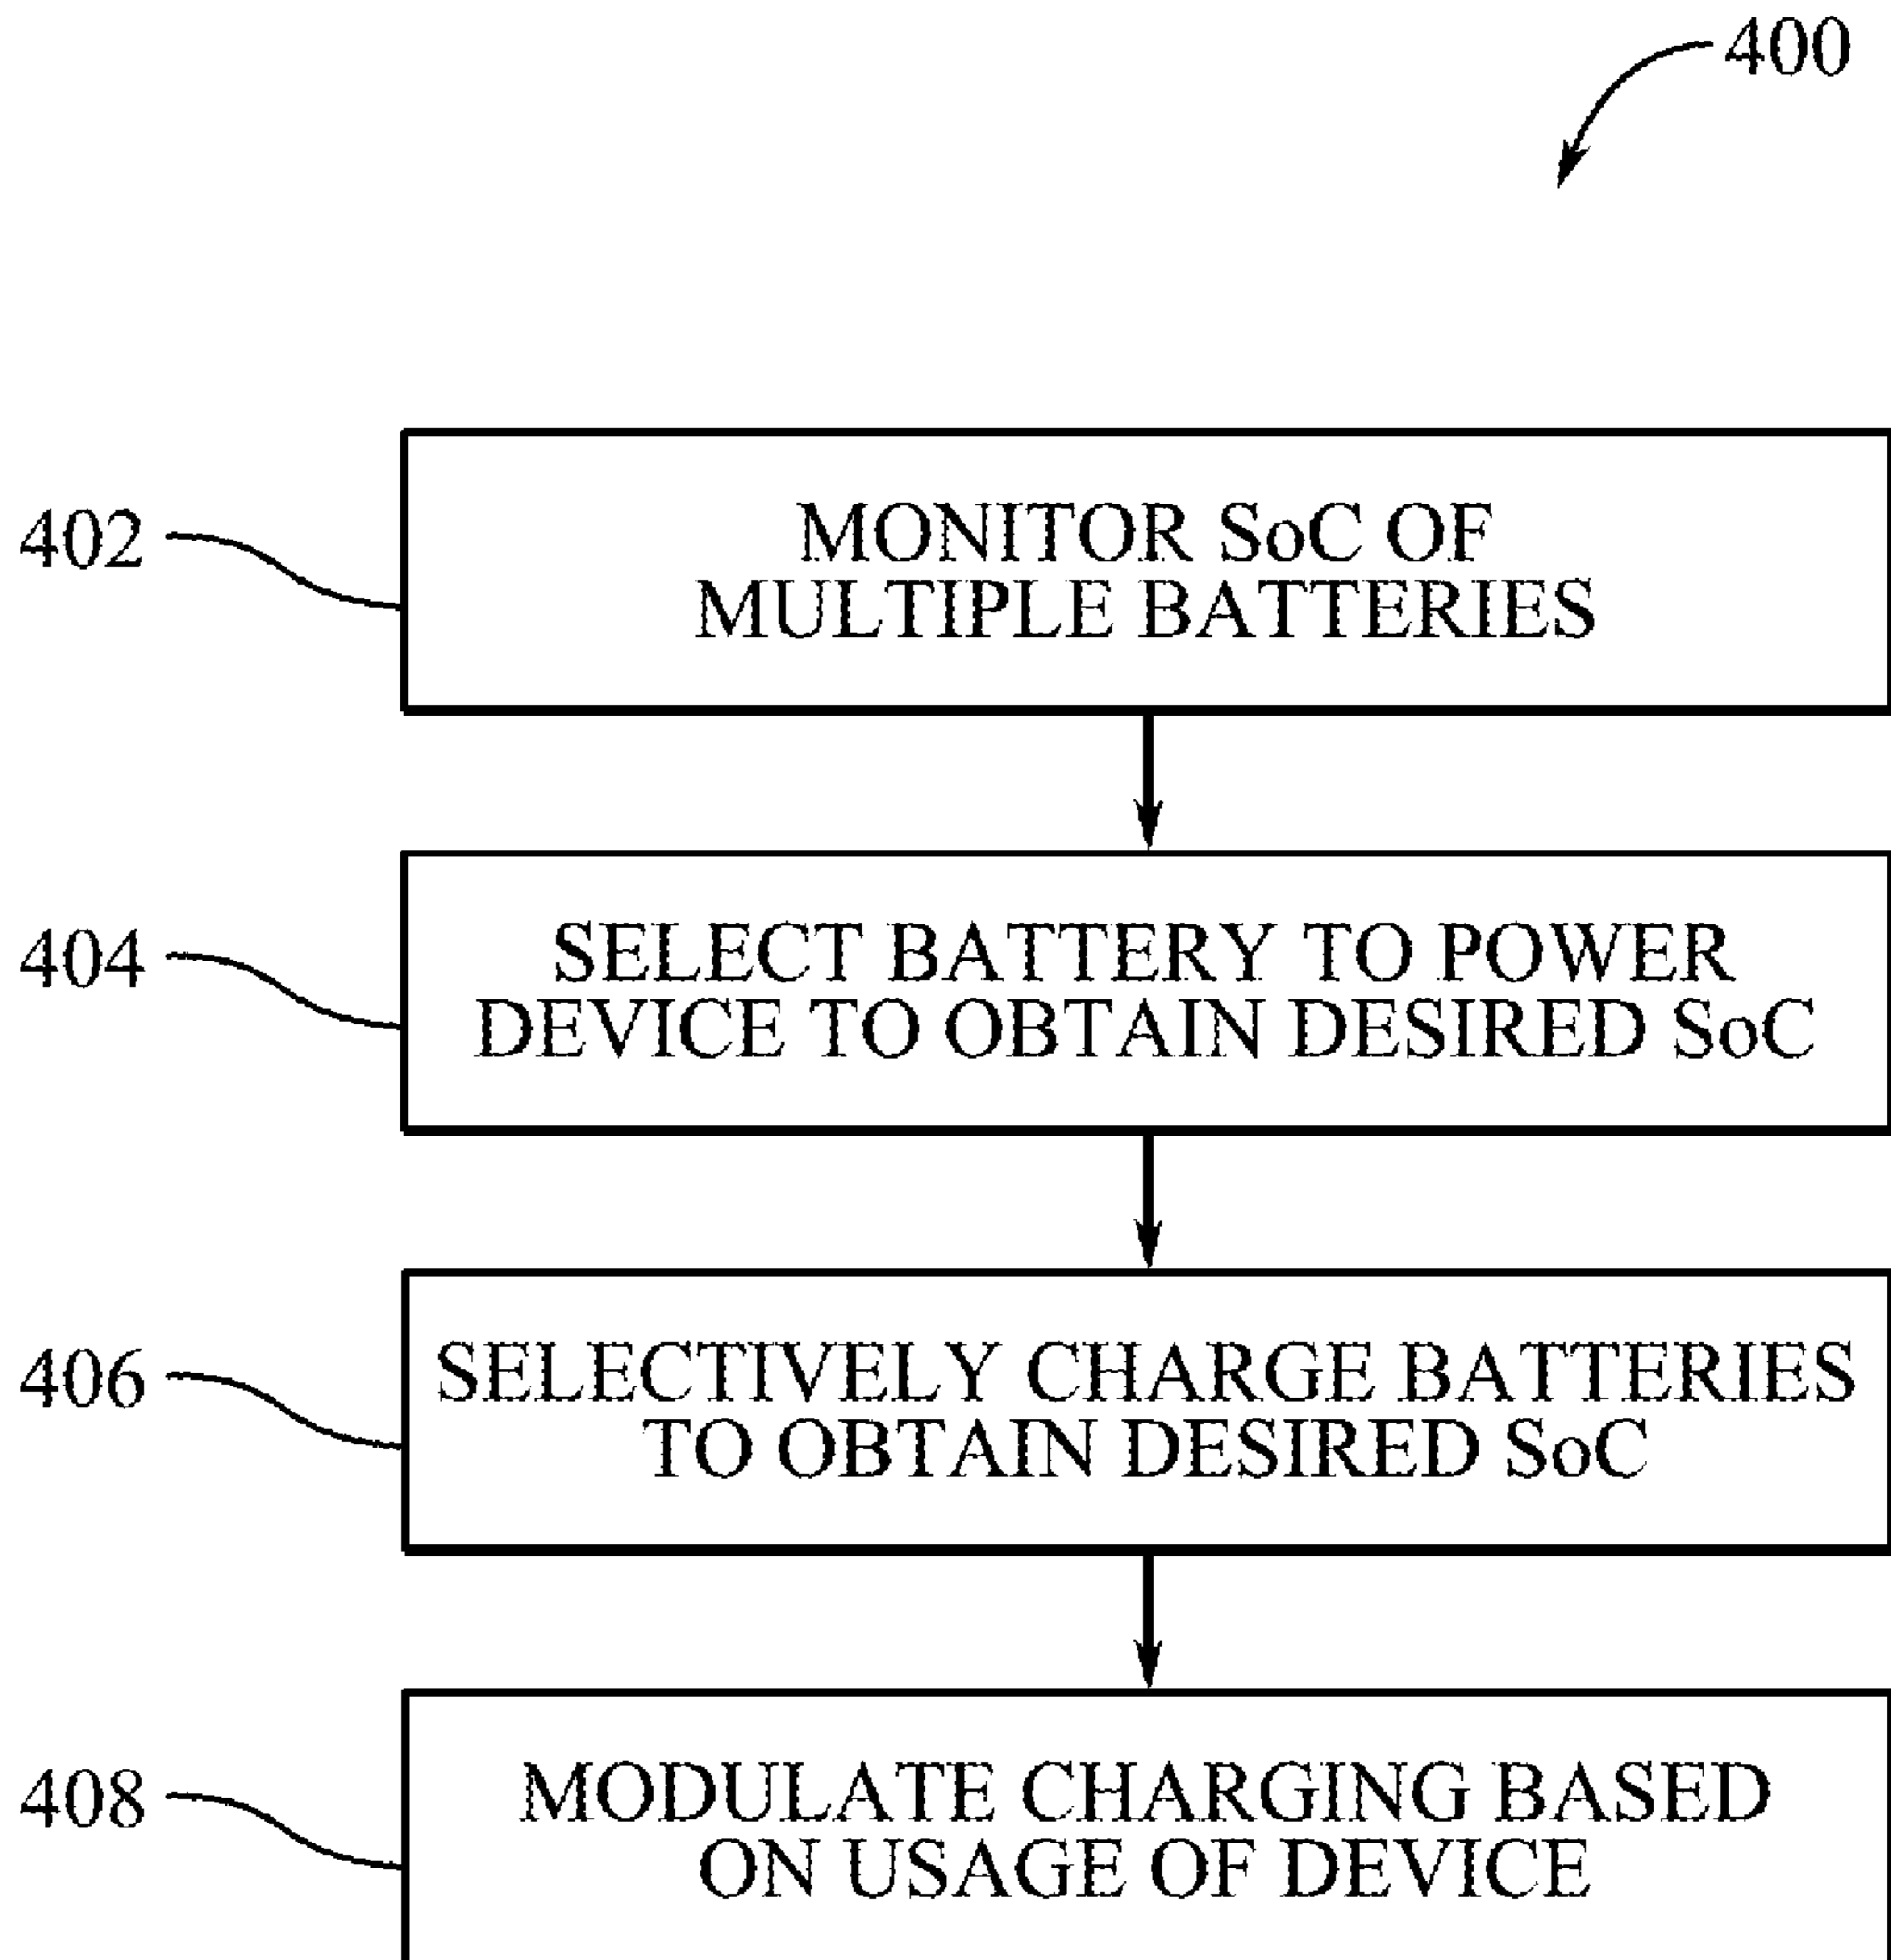 400
402
MONITOR SoC OF
MULTIPLE BATTERIES
404
SELECT BATTERY TO POWER
DEVICE TO OBTAIN DESIRED SoC
406
SELECTIVELY CHARGE BATTERIES
TO OBTAIN DESIRED SoC
408
MODULATE CHARGING BASED
ON USAGE OF DEVICE